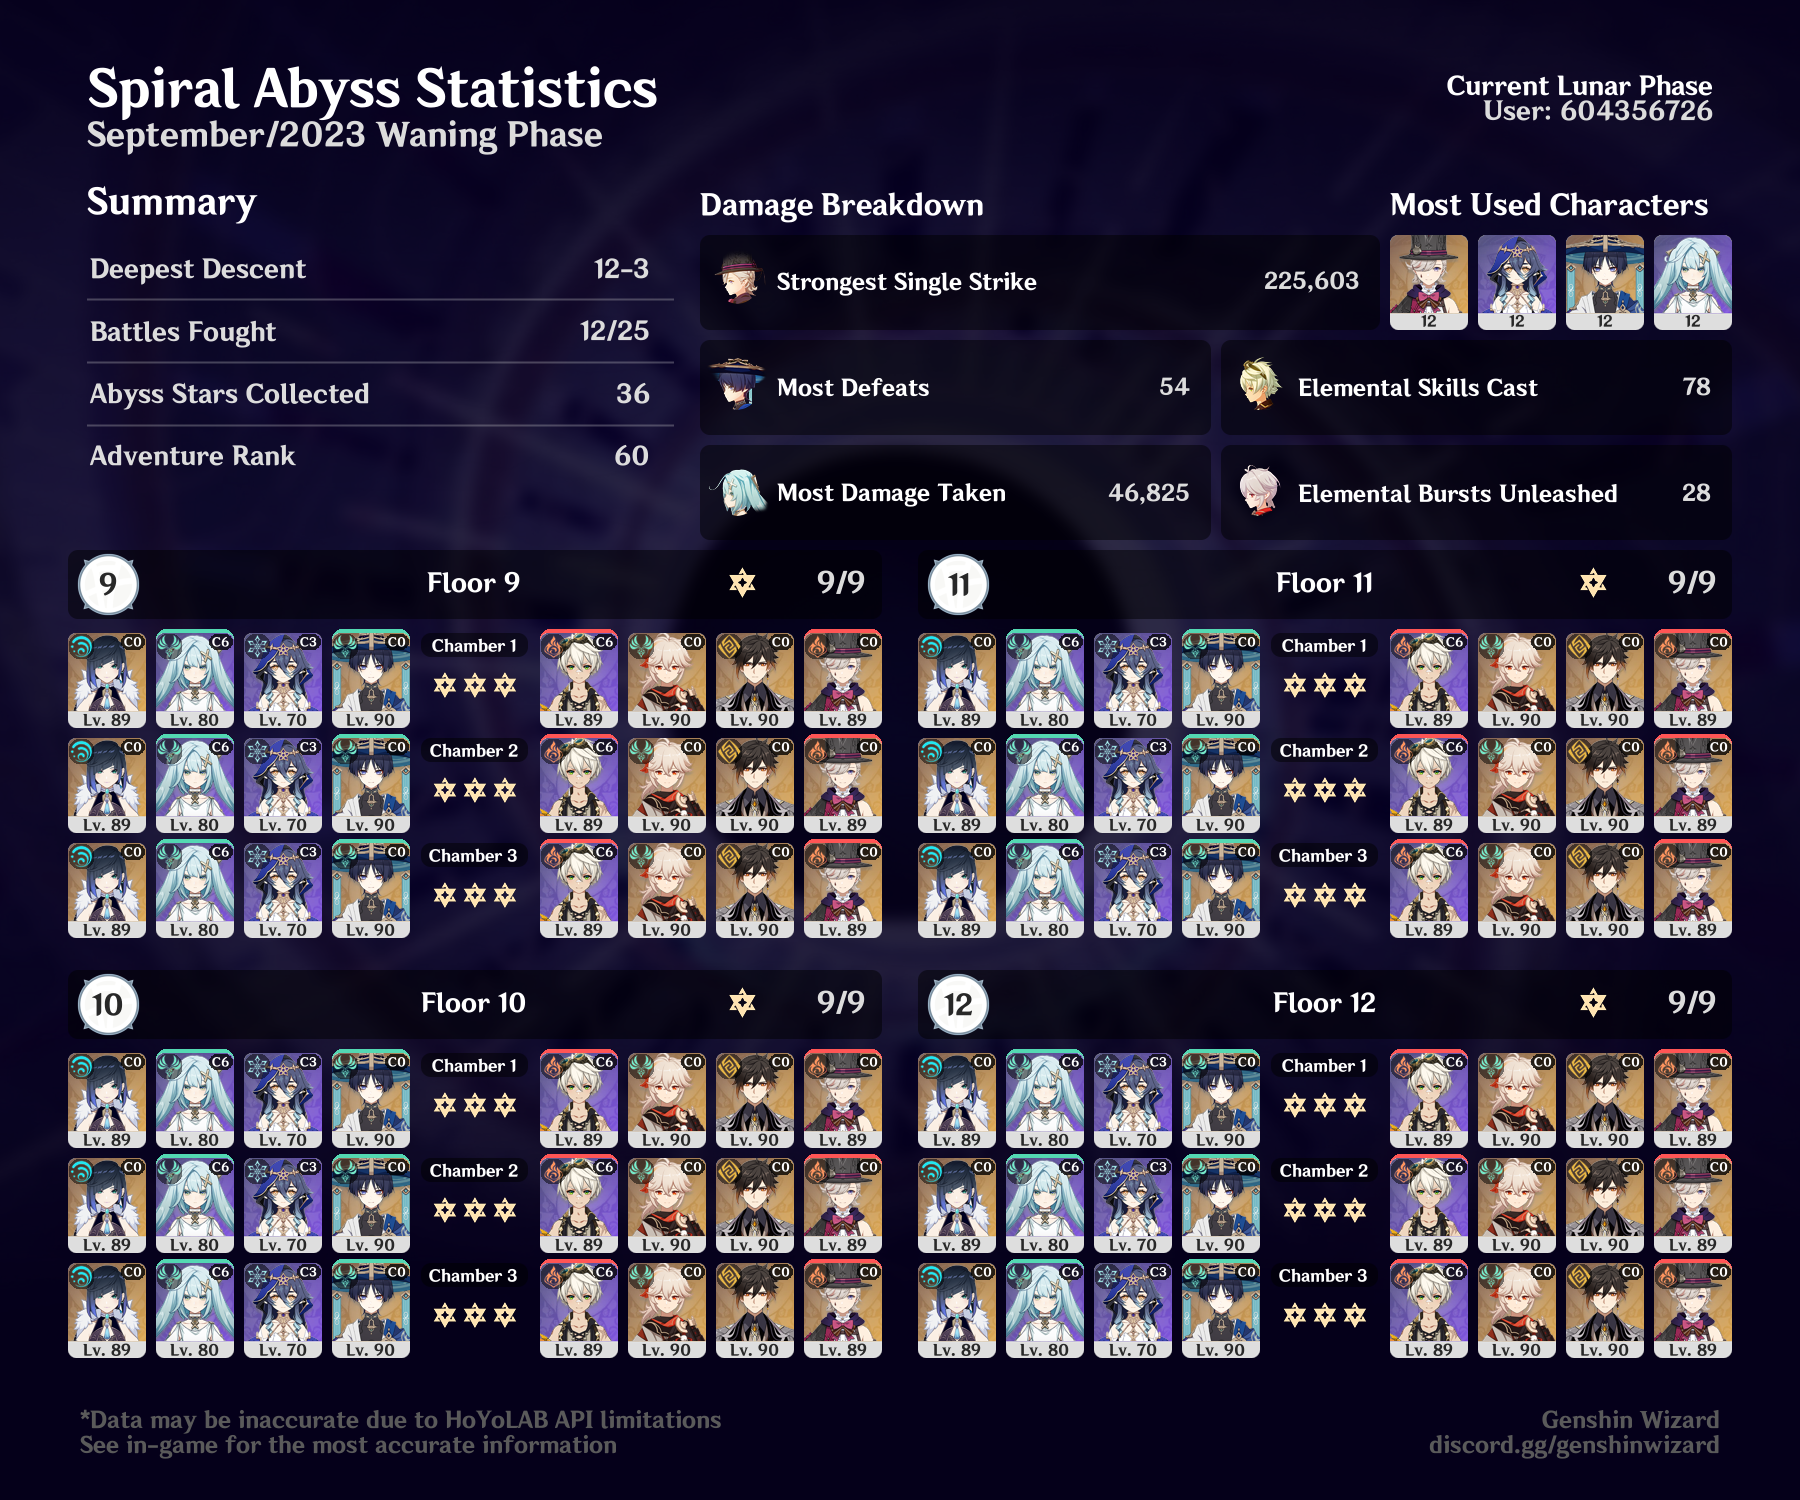 Spiral Abyss Statistics
September/2023 Waning Phase
Current Lunar Phase
User: 604356726
Summary
Deepest Descent 12-3
Battles Fought 12/25
Abyss Stars Collected 36
Adventure Rank 60
Damage Breakdown
Strongest Single Strike 225,603
Most Defeats 54
Elemental Skills Cast 78
Most Damage Taken 46,825
Elemental Bursts Unleashed 28
Most Used Characters
12 12 12 12
9 Floor 9 9/9
C0 C6 C3 C0 Chamber 1 C6 C0 C0 C0
Lv. 89 Lv. 80 Lv. 70 Lv. 90 Lv. 89 Lv. 90 Lv. 90 Lv. 89
C0 C6 C3 C0 Chamber 2 C6 C0 C0 C0
Lv. 89 Lv. 80 Lv. 70 Lv. 90 Lv. 89 Lv. 90 Lv. 90 Lv. 89
C0 C6 C3 C0 Chamber 3 C6 C0 C0 C0
Lv. 89 Lv. 80 Lv. 70 Lv. 90 Lv. 89 Lv. 90 Lv. 90 Lv. 89
11 Floor 11 9/9
C0 C6 C3 C0 Chamber 1 C6 C0 C0 C0
Lv. 89 Lv. 80 Lv. 70 Lv. 90 Lv. 89 Lv. 90 Lv. 90 Lv. 89
C0 C6 C3 C0 Chamber 2 C6 C0 C0 C0
Lv. 89 Lv. 80 Lv. 70 Lv. 90 Lv. 89 Lv. 90 Lv. 90 Lv. 89
C0 C6 C3 C0 Chamber 3 C6 C0 C0 C0
Lv. 89 Lv. 80 Lv. 70 Lv. 90 Lv. 89 Lv. 90 Lv. 90 Lv. 89
10 Floor 10 9/9
C0 C6 C3 C0 Chamber 1 C6 C0 C0 C0
Lv. 89 Lv. 80 Lv. 70 Lv. 90 Lv. 89 Lv. 90 Lv. 90 Lv. 89
C0 C6 C3 C0 Chamber 2 C6 C0 C0 C0
Lv. 89 Lv. 80 Lv. 70 Lv. 90 Lv. 89 Lv. 90 Lv. 90 Lv. 89
C0 C6 C3 C0 Chamber 3 C6 C0 C0 C0
Lv. 89 Lv. 80 Lv. 70 Lv. 90 Lv. 89 Lv. 90 Lv. 90 Lv. 89
12 Floor 12 9/9
C0 C6 C3 C0 Chamber 1 C6 C0 C0 C0
Lv. 89 Lv. 80 Lv. 70 Lv. 90 Lv. 89 Lv. 90 Lv. 90 Lv. 89
C0 C6 C3 C0 Chamber 2 C6 C0 C0 C0
Lv. 89 Lv. 80 Lv. 70 Lv. 90 Lv. 89 Lv. 90 Lv. 90 Lv. 89
C0 C6 C3 C0 Chamber 3 C6 C0 C0 C0
Lv. 89 Lv. 80 Lv. 70 Lv. 90 Lv. 89 Lv. 90 Lv. 90 Lv. 89
*Data may be inaccurate due to HoYoLAB API limitations
See in-game for the most accurate information
Genshin Wizard
discord.gg/genshinwizard